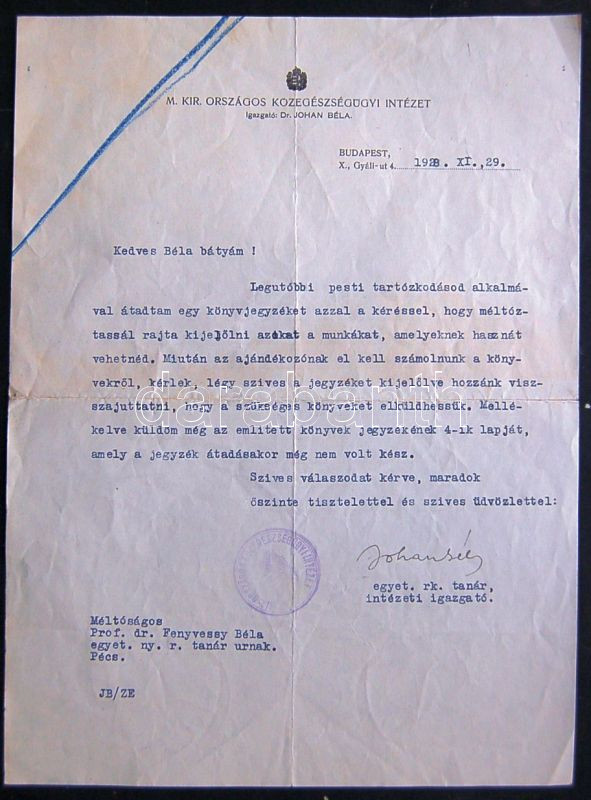 M. KIR. ORSZÁGOS KÖZEGÉSZSÉGÜGYI INTÉZET
Igazgató: Dr. JOHAN BÉLA.
BUDAPEST,
X., Gyáli-ut 4. 1928. XI.,29.
Kedves Béla bátyám !
Legutóbbi pesti tartózkodásod alkalmá-
val átadtam egy könyvjegyzéket azzal a kéréssel, hogy méltóz-
tassál rajta kijelölni azokat a munkákat, amelyeknek hasznát
vehetnéd. Miután az ajándékozónak el kell számolnunk a köny-
vekről, kérlek, légy szives a jegyzéket kijelölve hozzánk visz-
szajuttatni, hogy a szükséges könyveket elküldhessük. Mellé-
kelve küldöm még az emlitett könyvek jegyzékének 4-ik lapját,
amely a jegyzék átadásakor még nem volt kész.
Szives válaszodat kérve, maradok
őszinte tisztelettel és szives üdvözlettel:
Johan Béla
egyet. rk. tanár,
intézeti igazgató.
Méltóságos
Prof. dr. Fenyvessy Béla
egyet. ny. r. tanár urnak.
Pécs.
JB/ZE
darabanth